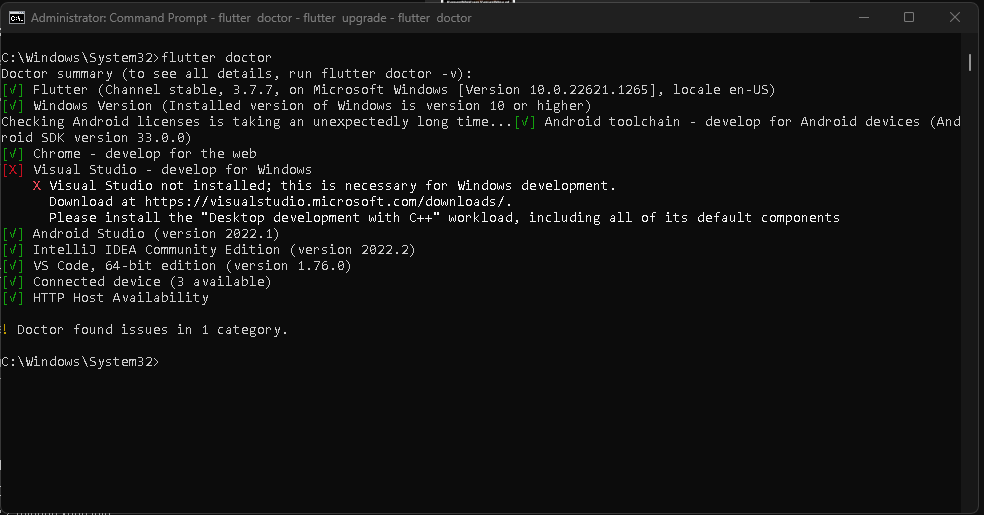 Administrator: Command Prompt - flutter doctor - flutter upgrade - flutter doctor
C:\Windows\System32>flutter doctor
Doctor summary (to see all details, run flutter doctor -v):
[√] Flutter (Channel stable, 3.7.7, on Microsoft Windows [Version 10.0.22621.1265], locale en-US)
[√] Windows Version (Installed version of Windows is version 10 or higher)
Checking Android licenses is taking an unexpectedly long time...[√] Android toolchain - develop for Android devices (And
roid SDK version 33.0.0)
[√] Chrome - develop for the web
[X] Visual Studio - develop for Windows
X Visual Studio not installed; this is necessary for Windows development.
Download at https://visualstudio.microsoft.com/downloads/.
Please install the "Desktop development with C++" workload, including all of its default components
[√] Android Studio (version 2022.1)
[√] IntelliJ IDEA Community Edition (version 2022.2)
[√] VS Code, 64-bit edition (version 1.76.0)
[√] Connected device (3 available)
[√] HTTP Host Availability
! Doctor found issues in 1 category.
C:\Windows\System32>